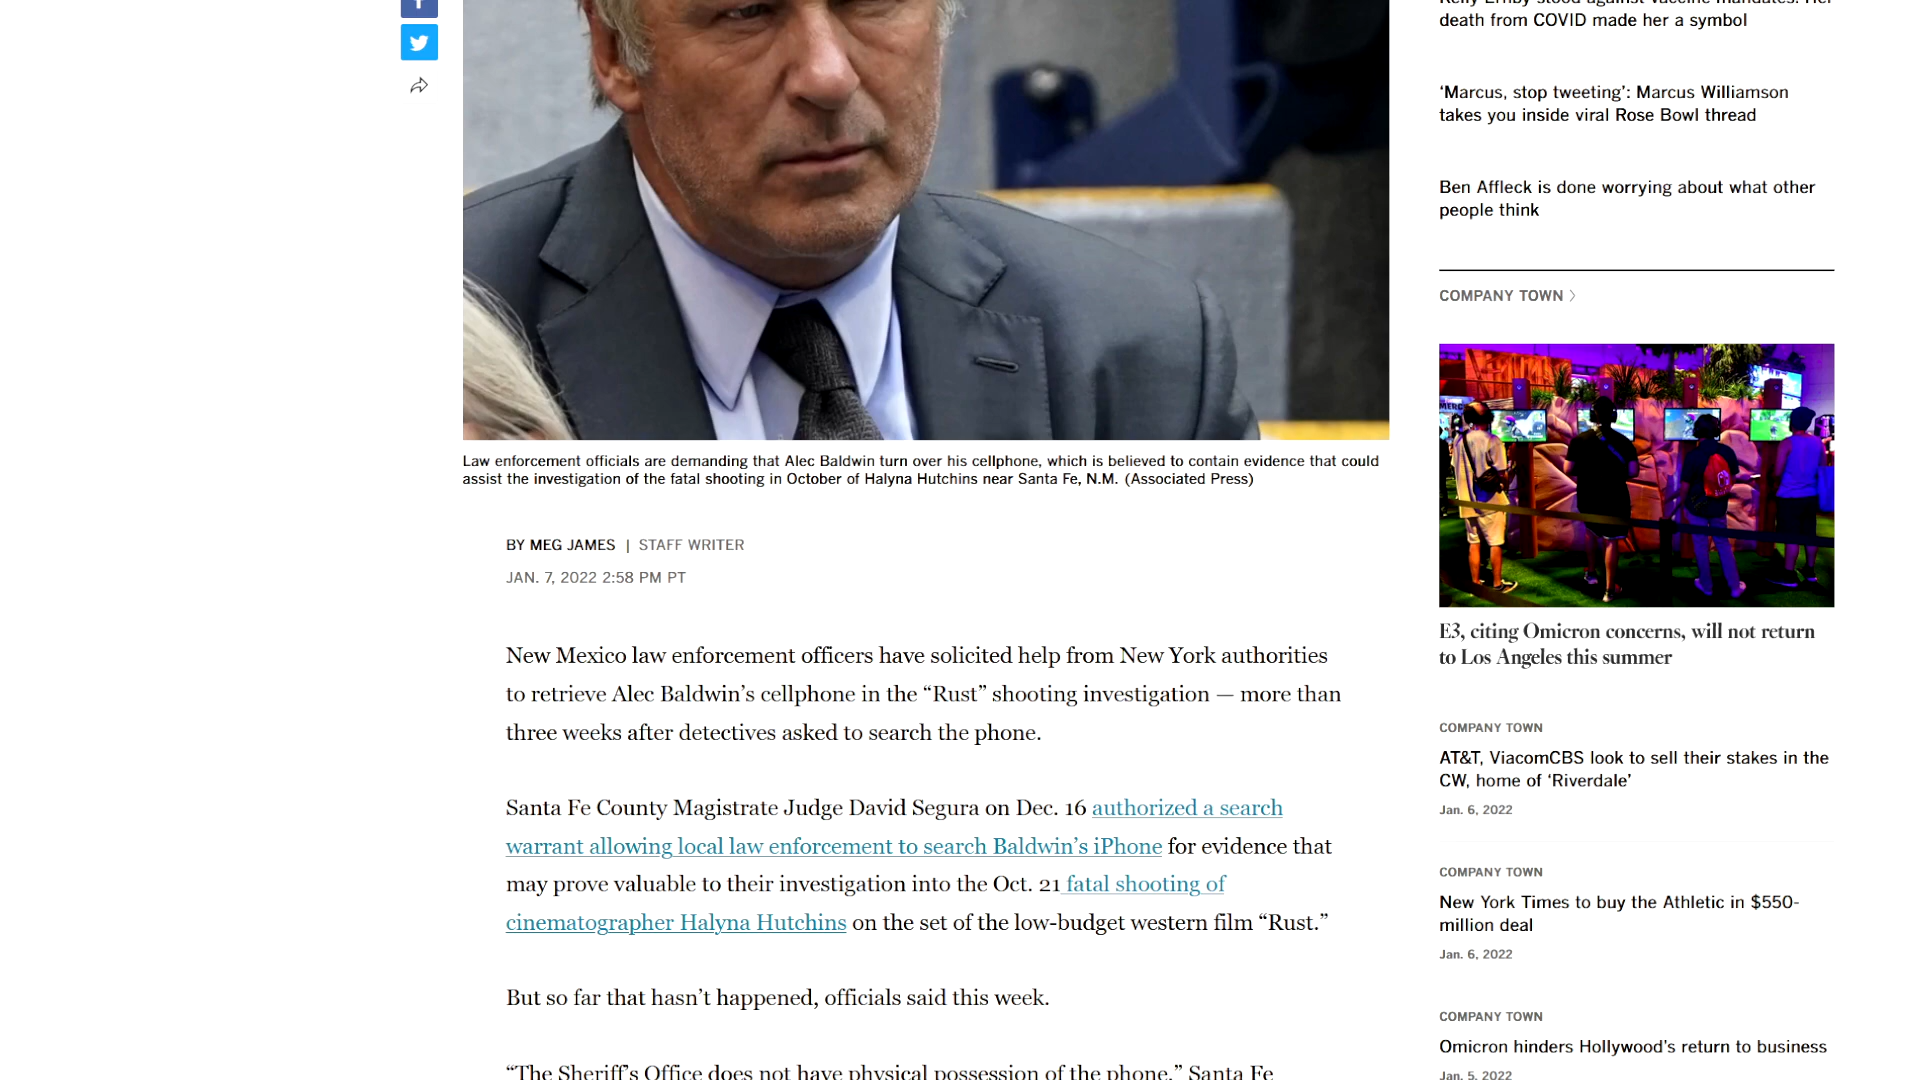 death from COVID made her a symbol
‘Marcus, stop tweeting’: Marcus Williamson
takes you inside viral Rose Bowl thread
Ben Affleck is done worrying about what other
people think
COMPANY TOWN
E3, citing Omicron concerns, will not return
to Los Angeles this summer
COMPANY TOWN
AT&T, ViacomCBS look to sell their stakes in the
CW, home of ‘Riverdale’
Jan. 6, 2022
COMPANY TOWN
New York Times to buy the Athletic in $550-
million deal
Jan. 6, 2022
COMPANY TOWN
Omicron hinders Hollywood’s return to business
Jan. 5, 2022
Law enforcement officials are demanding that Alec Baldwin turn over his cellphone, which is believed to contain evidence that could
assist the investigation of the fatal shooting in October of Halyna Hutchins near Santa Fe, N.M. (Associated Press)
BY MEG JAMES | STAFF WRITER
JAN. 7, 2022 2:58 PM PT
New Mexico law enforcement officers have solicited help from New York authorities
to retrieve Alec Baldwin’s cellphone in the “Rust” shooting investigation — more than
three weeks after detectives asked to search the phone.
Santa Fe County Magistrate Judge David Segura on Dec. 16 authorized a search
warrant allowing local law enforcement to search Baldwin’s iPhone for evidence that
may prove valuable to their investigation into the Oct. 21 fatal shooting of
cinematographer Halyna Hutchins on the set of the low-budget western film “Rust.”
But so far that hasn’t happened, officials said this week.
“The Sheriff’s Office does not have physical possession of the phone,” Santa Fe